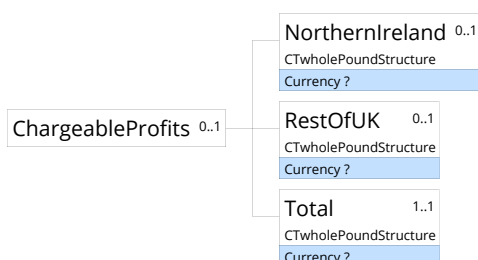 NorthernIreland 0..1
CTwholePoundStructure
Currency ?
ChargeableProfits 0..1
RestOfUK 0..1
CTwholePoundStructure
Currency ?
Total 1..1
CTwholePoundStructure
Currency ?